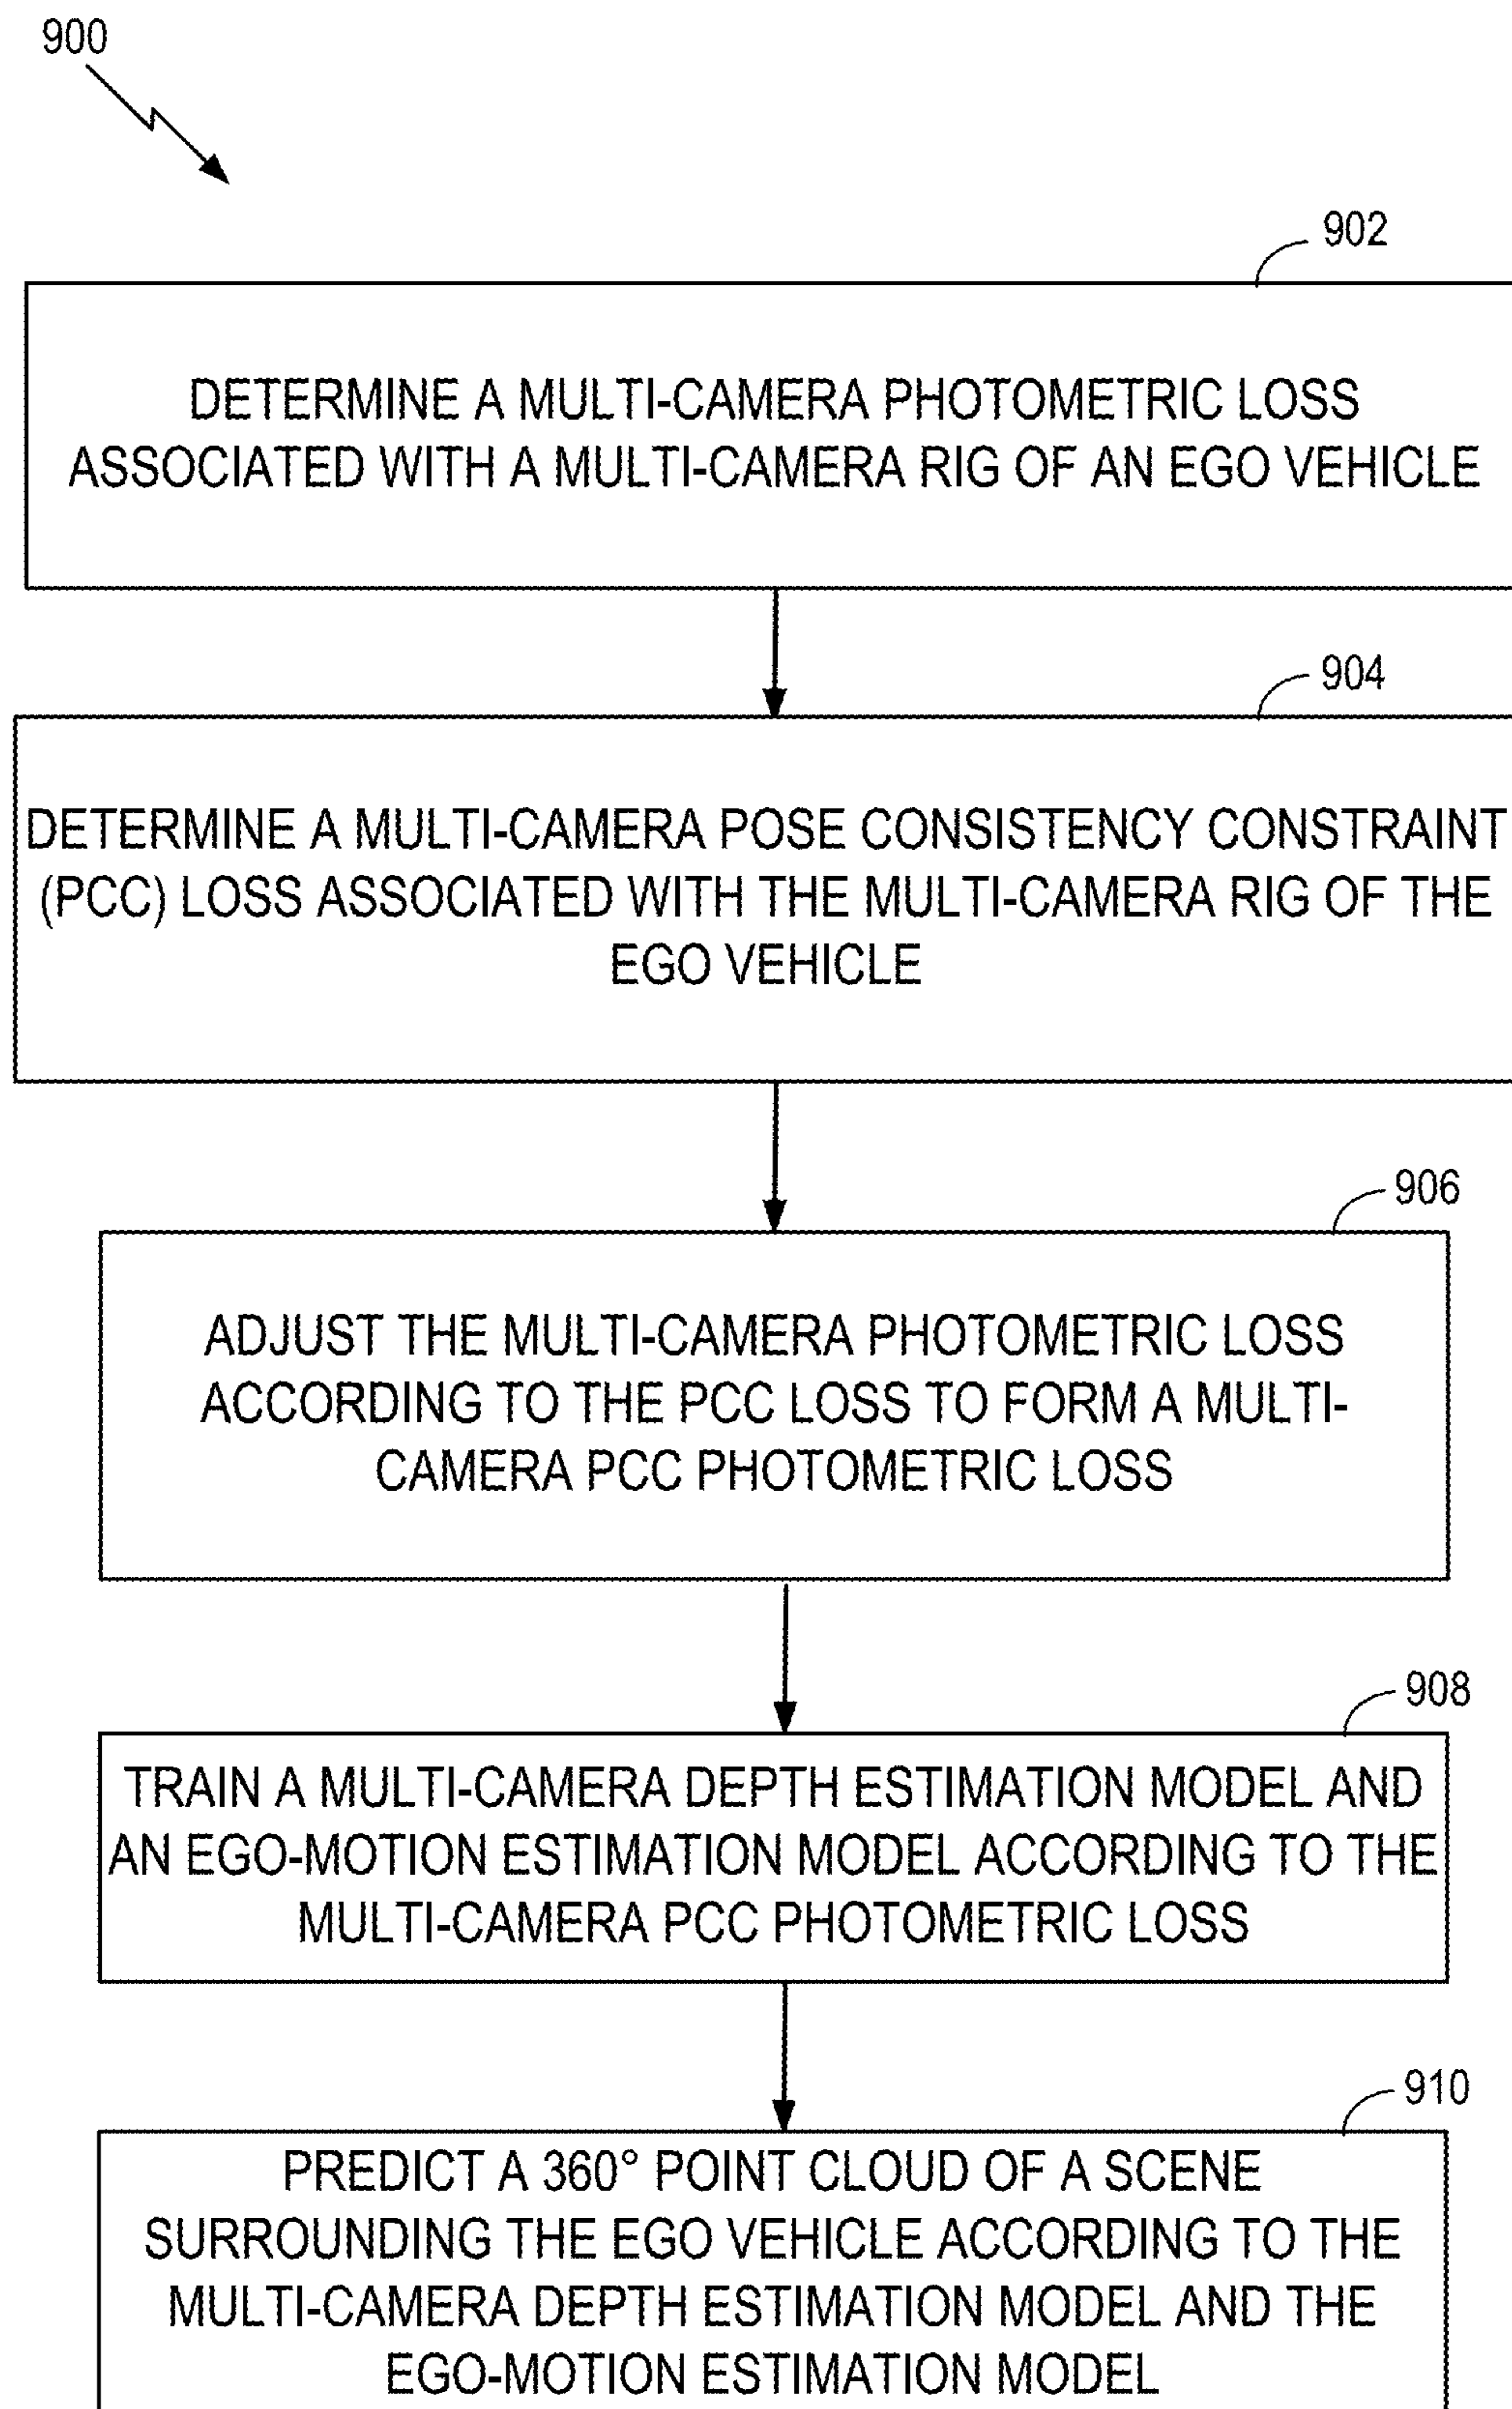 900
902
DETERMINE A MULTI-CAMERA PHOTOMETRIC LOSS
ASSOCIATED WITH A MULTI-CAMERA RIG OF AN EGO VEHICLE
904
DETERMINE A MULTI-CAMERA POSE CONSISTENCY CONSTRAINT
(PCC) LOSS ASSOCIATED WITH THE MULTI-CAMERA RIG OF THE
EGO VEHICLE
906
ADJUST THE MULTI-CAMERA PHOTOMETRIC LOSS
ACCORDING TO THE PCC LOSS TO FORM A MULTI-
CAMERA PCC PHOTOMETRIC LOSS
908
TRAIN A MULTI-CAMERA DEPTH ESTIMATION MODEL AND
AN EGO-MOTION ESTIMATION MODEL ACCORDING TO THE
MULTI-CAMERA PCC PHOTOMETRIC LOSS
910
PREDICT A 360° POINT CLOUD OF A SCENE
SURROUNDING THE EGO VEHICLE ACCORDING TO THE
MULTI-CAMERA DEPTH ESTIMATION MODEL AND THE
EGO-MOTION ESTIMATION MODEL